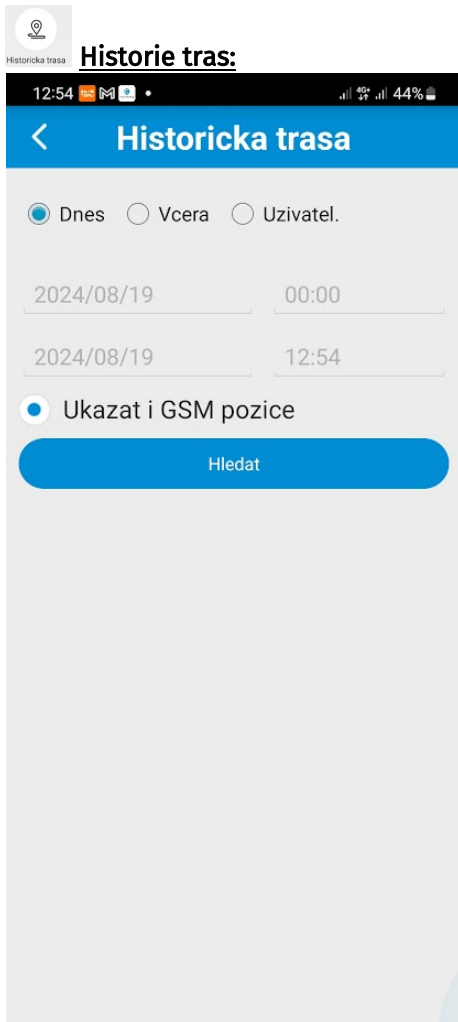 Historicka trasa
Historie tras:
12:54
4G+
44%
Historicka trasa
Dnes Vcera Uzivatel.
2024/08/19 00:00
2024/08/19 12:54
Ukazat i GSM pozice
Hledat